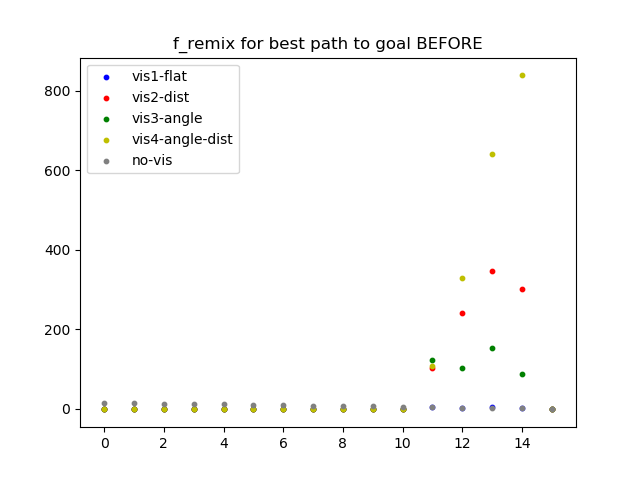 f_remix for best path to goal BEFORE
vis1-flat
vis2-dist
vis3-angle
vis4-angle-dist
no-vis
800
600
400
200
0
0 2 4 6 8 10 12 14